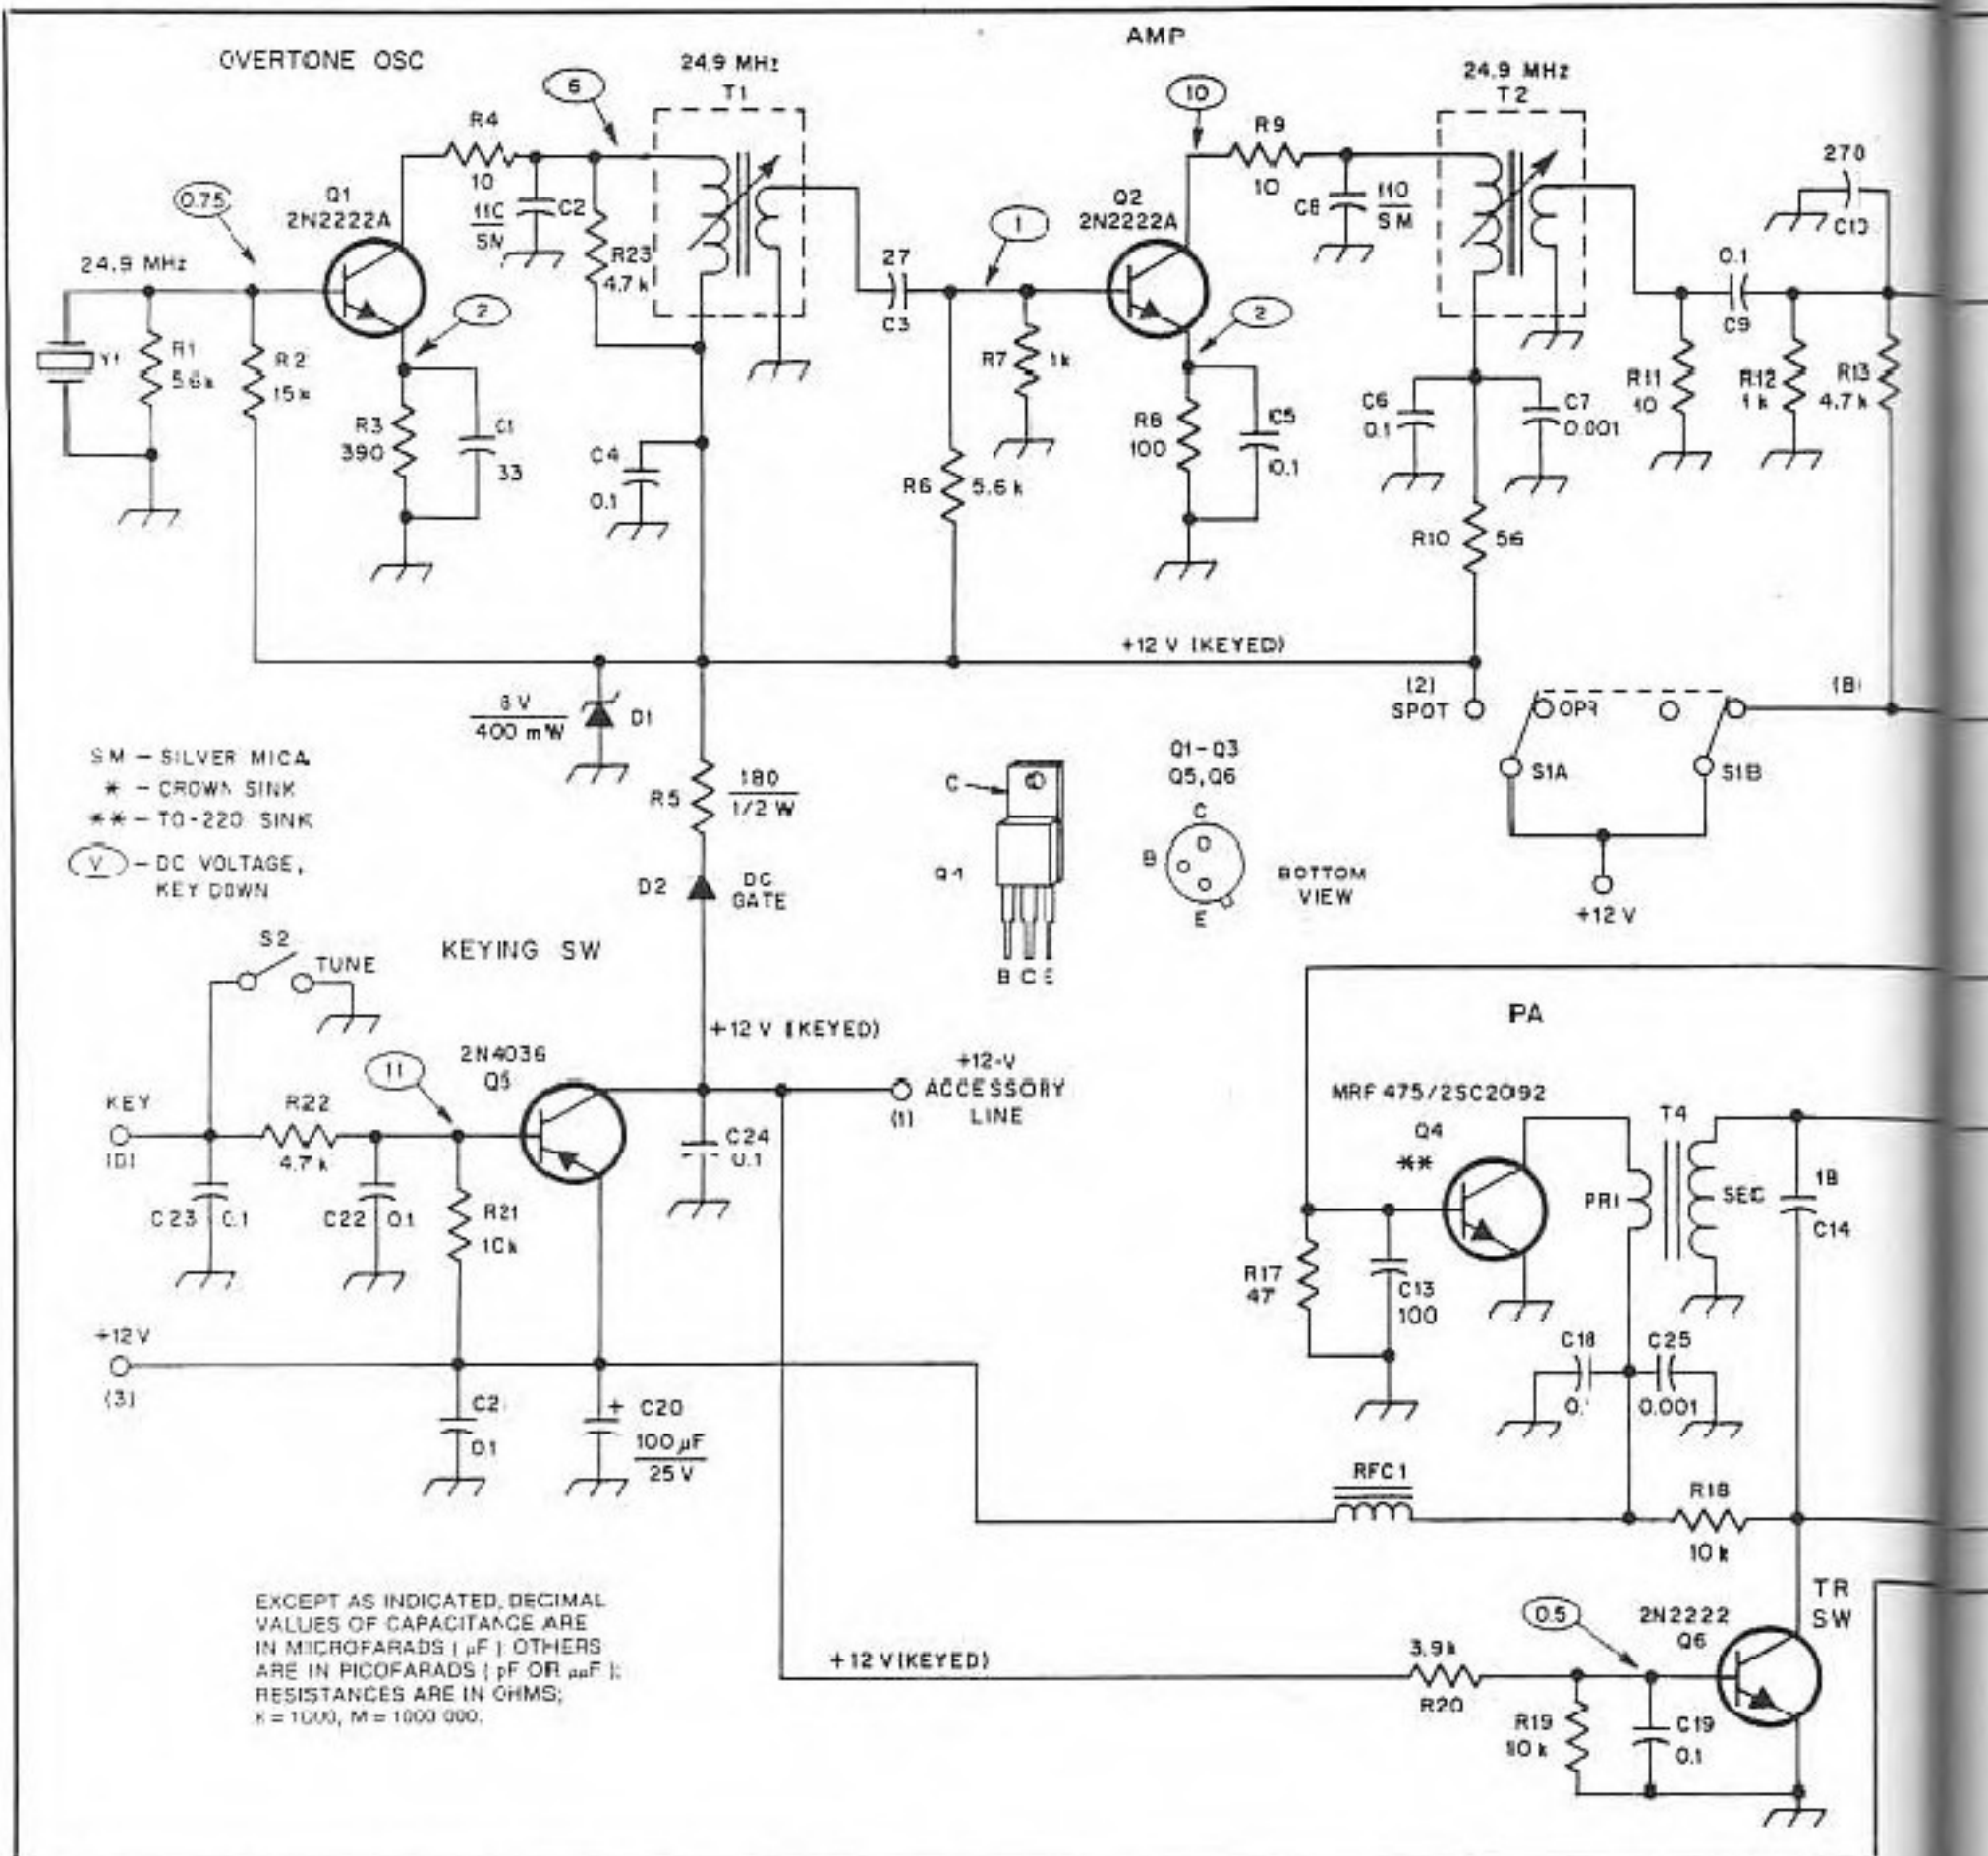 OVERTONE OSC
AMP
24.9 MHz
T1
24.9 MHz
T2
6
10
R4
10
R9
10
270
C10
0.75
Q1
2N2222A
110
SM
C2
R23
4.7 k
1
Q2
2N2222A
C8
110
SM
24.9 MHz
27
C3
0.1
C9
2
2
Y1
R1
5.6k
R2
15k
R7
1k
R3
390
C1
33
C4
0.1
R6
5.6 k
R8
100
C5
0.1
C6
0.1
C7
0.001
R11
10
R12
1k
R13
4.7 k
R10
56
+12 V (KEYED)
(2)
SPOT
OPR
(8)
S1A
S1B
+12 V
400 mW
D1
SM – SILVER MICA
* – CROWN SINK
** – TO-220 SINK
V – DC VOLTAGE,
KEY DOWN
R5
180
1/2 W
C
Q4
B C E
Q1-Q3
Q5,Q6
C
B
E
BOTTOM
VIEW
D2
DC
GATE
KEYING SW
S2
TUNE
+12 V (KEYED)
2N4036
Q5
11
+12-V
ACCESSORY
LINE
(1)
PA
MRF 475/2SC2092
Q4
**
T4
PRI
SEC
18
C14
KEY
R22
4.7 k
C23
0.1
C22
0.1
R21
10k
C24
0.1
R17
47
C13
100
C18
C25
0.001
+12 V
(3)
0.1
C20
+
100 µF
25 V
RFC1
R18
10 k
EXCEPT AS INDICATED, DECIMAL
VALUES OF CAPACITANCE ARE
IN MICROFARADS ( µF ) OTHERS
ARE IN PICOFARADS ( pF OR µµF );
RESISTANCES ARE IN OHMS;
k = 1000, M = 1000 000.
+12 V(KEYED)
3.9k
R20
0.5
2N2222
Q6
TR
SW
R19
10 k
C19
0.1